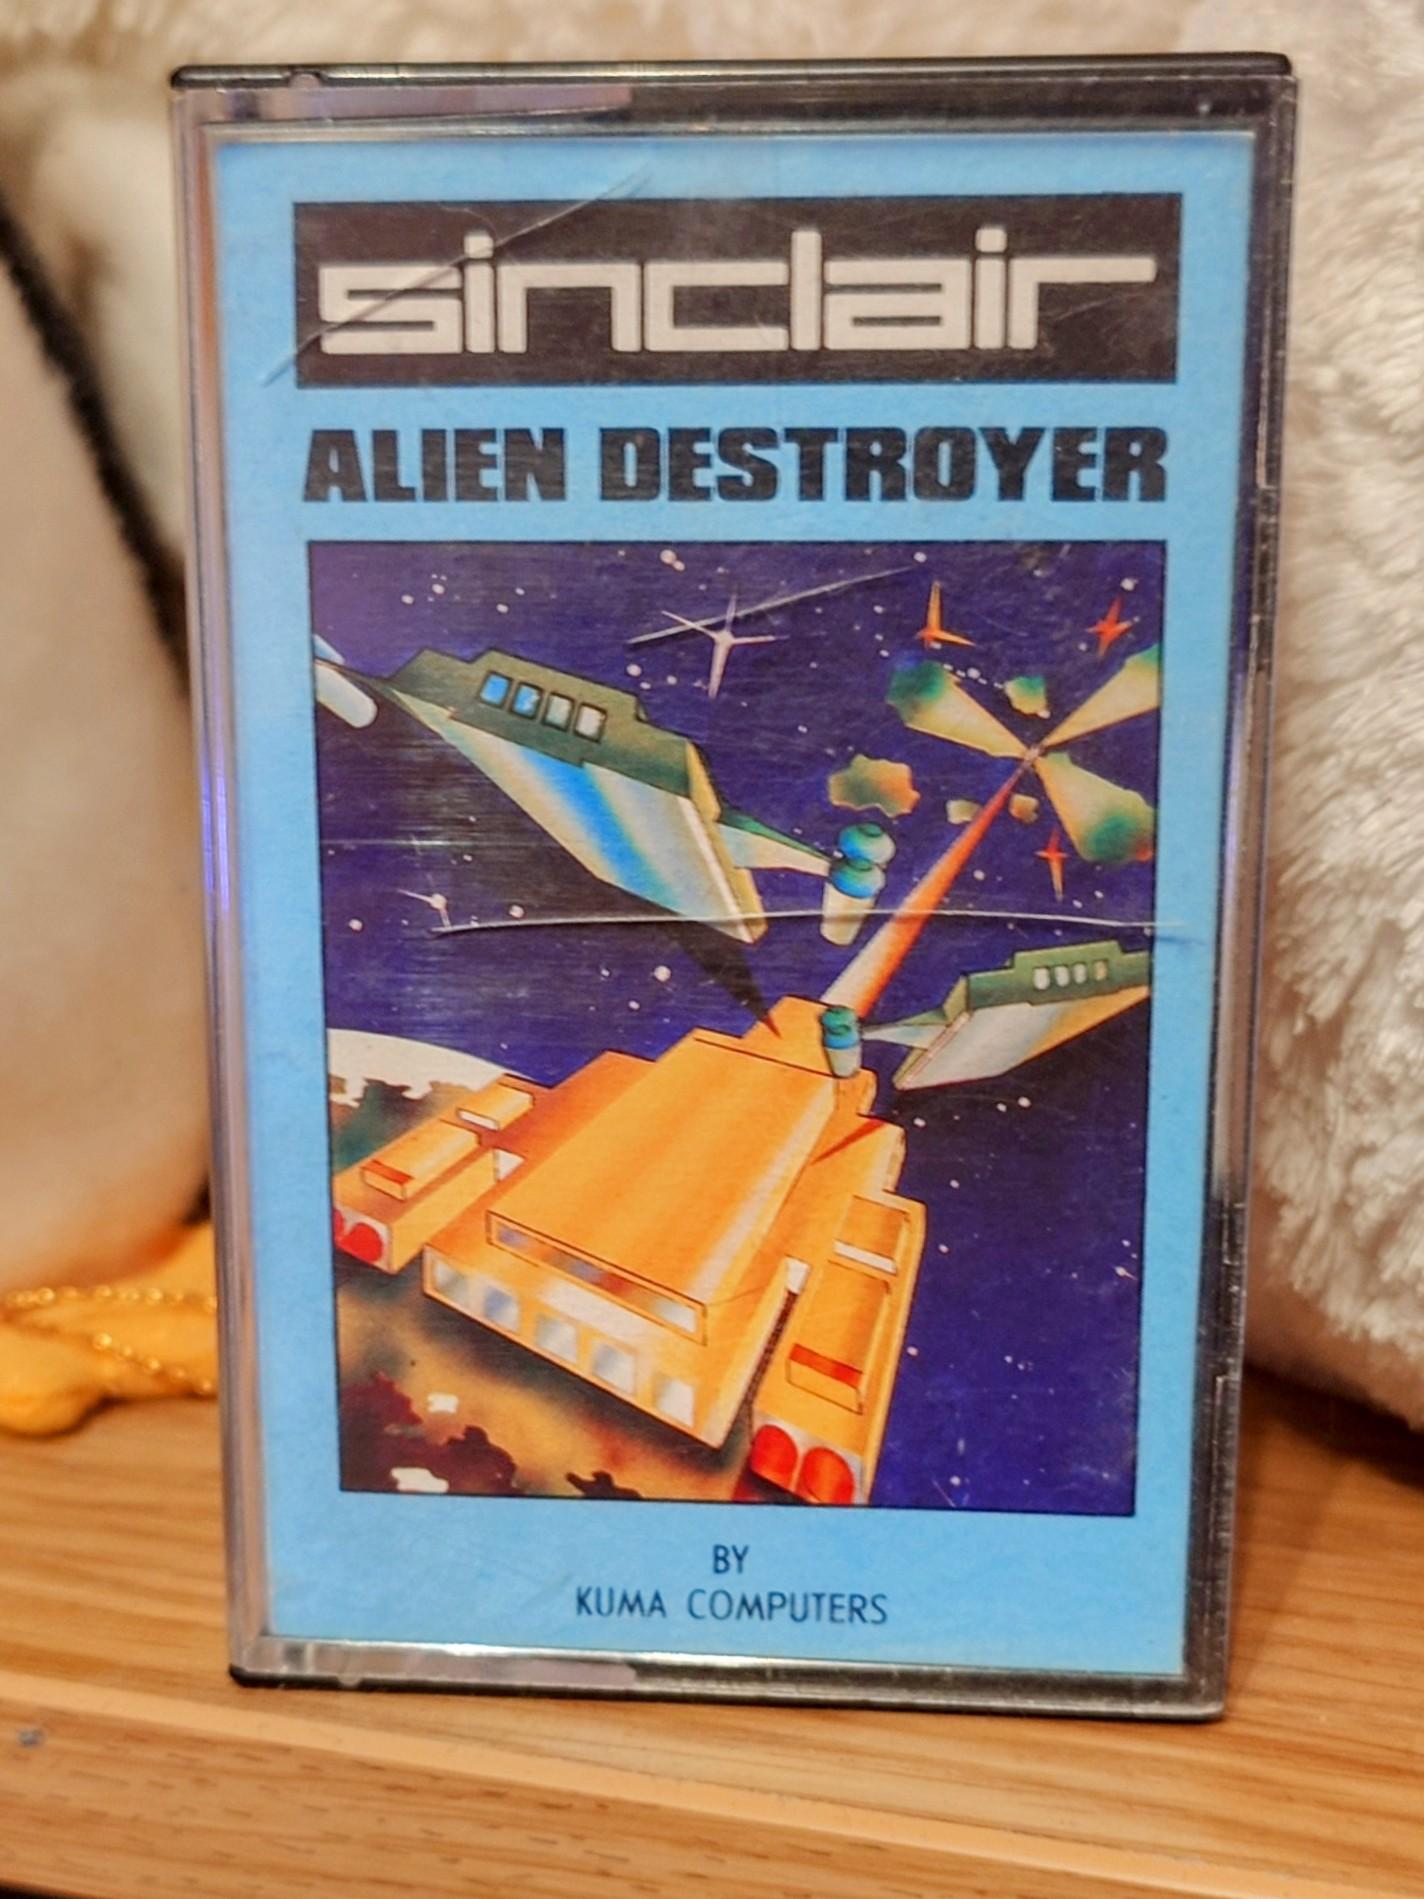 sinclair
ALIEN DESTROYER
BY
KUMA COMPUTERS